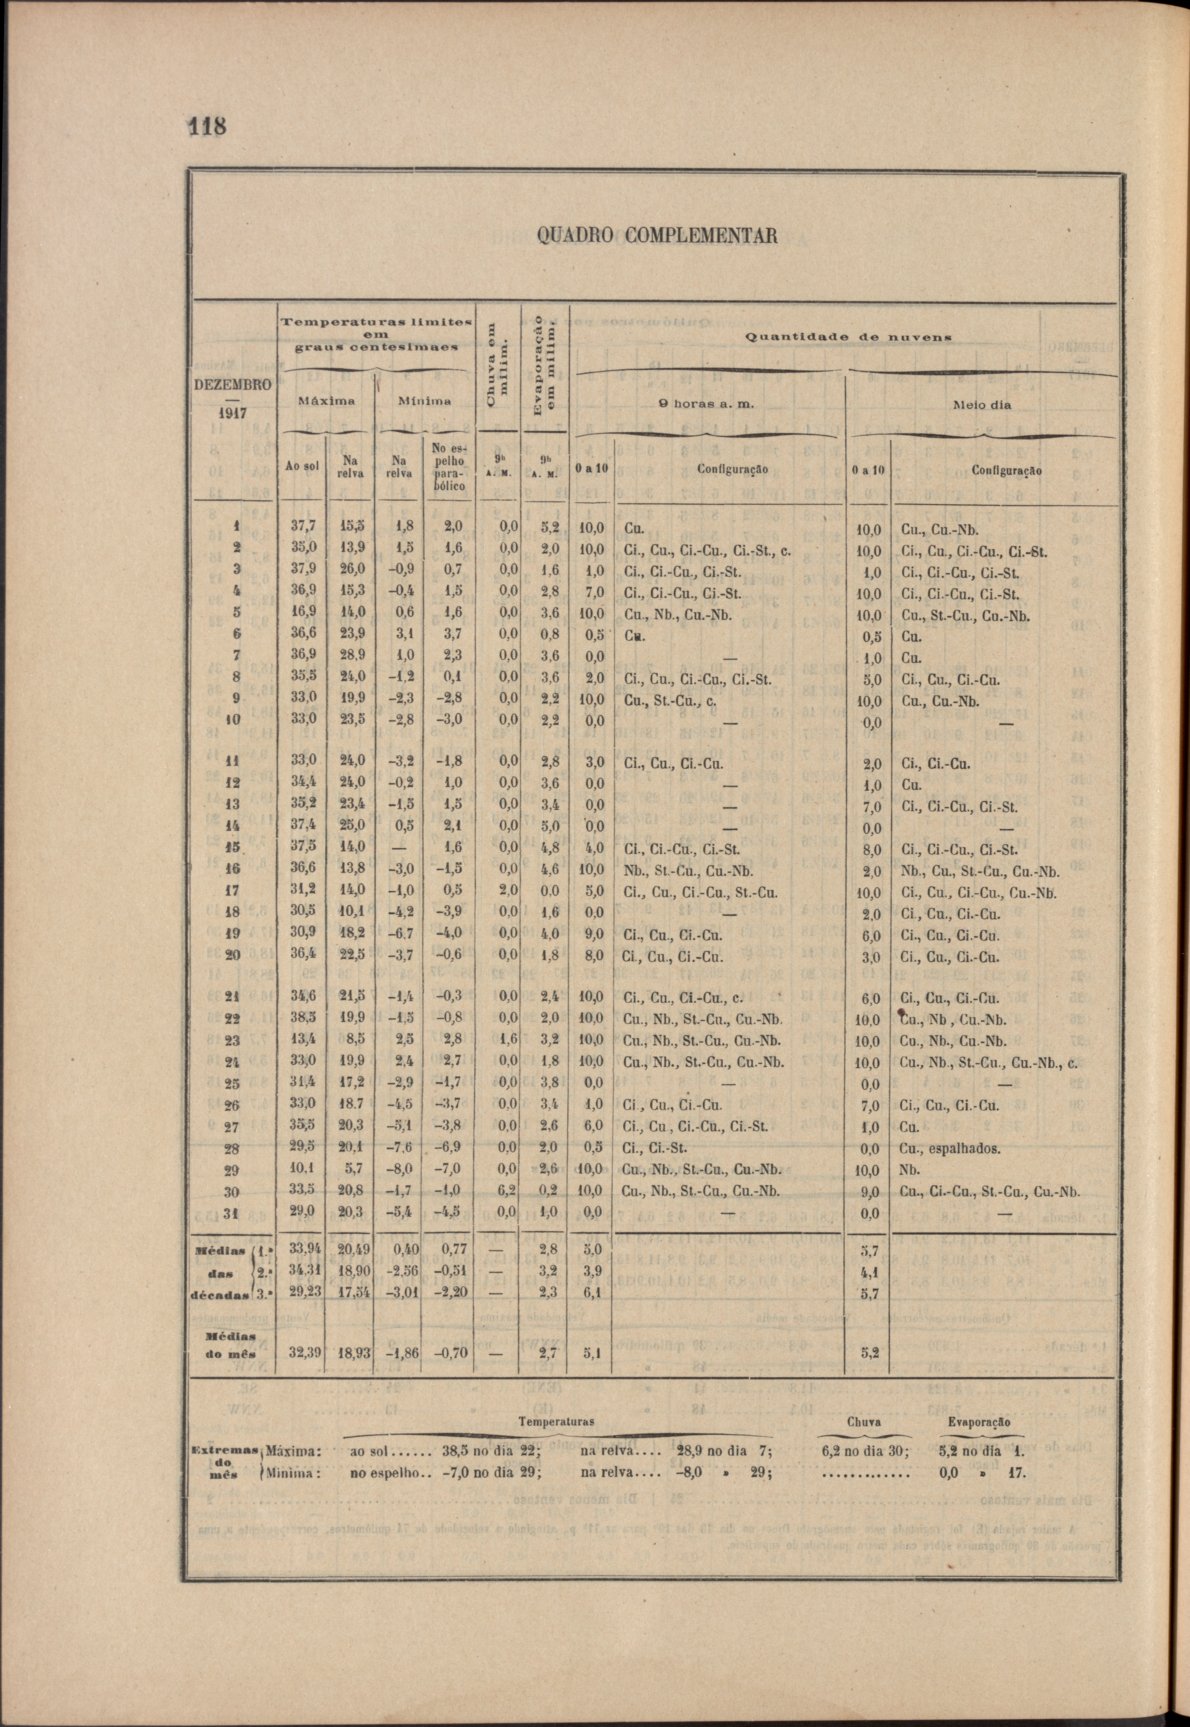 118
QUADRO COMPLEMENTAR
DEZEMBRO
—
1917
Temperaturas limites
em
graus centesimaes
Máxima
Mínima
Ao sol
Na
relva
Na
relva
No es-
pelho
para-
bólico
Chuva em
milim.
9h
A. M.
Evaporação
em milim.
9h
A. M.
Quantidade de nuvens
9 horas a. m.
Meio dia
0 a 10
Configuração
0 a 10
Configuração
1 37,7 15,5 1,8 2,0 0,0 5,2 10,0 Cu. 10,0 Cu., Cu.-Nb.
2 35,0 13,9 1,5 1,6 0,0 2,0 10,0 Ci., Cu., Ci.-Cu., Ci.-St., c. 10,0 Ci., Cu., Ci.-Cu., Ci.-St.
3 37,9 26,0 –0,9 0,7 0,0 1,6 1,0 Ci., Ci.-Cu., Ci.-St. 1,0 Ci., Ci.-Cu., Ci.-St.
4 36,9 15,3 –0,4 1,5 0,0 2,8 7,0 Ci., Ci.-Cu., Ci.-St. 10,0 Ci., Ci.-Cu., Ci.-St.
5 16,9 14,0 0,6 1,6 0,0 3,6 10,0 Cu., Nb., Cu.-Nb. 10,0 Cu., St.-Cu., Cu.-Nb.
6 36,6 23,9 3,1 3,7 0,0 0,8 0,5 Cu. 0,5 Cu.
7 36,9 28,9 1,0 2,3 0,0 3,6 0,0 — 1,0 Cu.
8 35,5 24,0 –1,2 0,1 0,0 3,6 2,0 Ci., Cu., Ci.-Cu., Ci.-St. 5,0 Ci., Cu., Ci.-Cu.
9 33,0 19,9 –2,3 –2,8 0,0 2,2 10,0 Cu., St.-Cu., c. 10,0 Cu., Cu.-Nb.
10 33,0 23,5 –2,8 –3,0 0,0 2,2 0,0 — 0,0 —
11 33,0 24,0 –3,2 –1,8 0,0 2,8 3,0 Ci., Cu., Ci.-Cu. 2,0 Ci., Ci.-Cu.
12 34,4 24,0 –0,2 1,0 0,0 3,6 0,0 — 1,0 Cu.
13 35,2 23,4 –1,5 1,5 0,0 3,4 0,0 — 7,0 Ci., Ci.-Cu., Ci.-St.
14 37,4 25,0 0,5 2,1 0,0 5,0 0,0 — 0,0 —
15 37,5 14,0 — 1,6 0,0 4,8 4,0 Ci., Ci.-Cu., Ci.-St. 8,0 Ci., Ci.-Cu., Ci.-St.
16 36,6 13,8 –3,0 –1,5 0,0 4,6 10,0 Nb., St.-Cu., Cu.-Nb. 2,0 Nb., Cu., St.-Cu., Cu.-Nb.
17 31,2 14,0 –1,0 0,5 2,0 0,0 5,0 Ci., Cu., Ci.-Cu., St.-Cu. 10,0 Ci., Cu., Ci.-Cu., Cu.-Nb.
18 30,5 10,1 –4,2 –3,9 0,0 1,6 0,0 — 2,0 Ci., Cu., Ci.-Cu.
19 30,9 18,2 –6,7 –4,0 0,0 4,0 9,0 Ci., Cu., Ci.-Cu. 6,0 Ci., Cu., Ci.-Cu.
20 36,4 22,5 –3,7 –0,6 0,0 1,8 8,0 Ci., Cu., Ci.-Cu. 3,0 Ci., Cu., Ci.-Cu.
21 34,6 21,5 –1,4 –0,3 0,0 2,4 10,0 Ci., Cu., Ci.-Cu., c. 6,0 Ci., Cu., Ci.-Cu.
22 38,5 19,9 –1,5 –0,8 0,0 2,0 10,0 Cu., Nb., St.-Cu., Cu.-Nb. 10,0 Cu., Nb., Cu.-Nb.
23 13,4 8,5 2,5 2,8 1,6 3,2 10,0 Cu., Nb., St.-Cu., Cu.-Nb. 10,0 Cu., Nb., Cu.-Nb.
24 33,0 19,9 2,4 2,7 0,0 1,8 10,0 Cu., Nb., St.-Cu., Cu.-Nb. 10,0 Cu., Nb., St.-Cu., Cu.-Nb., c.
25 31,4 17,2 –2,9 –1,7 0,0 3,8 0,0 — 0,0 —
26 33,0 18,7 –4,5 –3,7 0,0 3,4 1,0 Ci., Cu., Ci.-Cu. 7,0 Ci., Cu., Ci.-Cu.
27 35,5 20,3 –5,1 –3,8 0,0 2,6 6,0 Ci., Cu., Ci.-Cu., Ci.-St. 1,0 Cu.
28 29,5 20,1 –7,6 –6,9 0,0 2,0 0,5 Ci., Ci.-St. 0,0 Cu., espalhados.
29 10,1 5,7 –8,0 –7,0 0,0 2,6 10,0 Cu., Nb., St.-Cu., Cu.-Nb. 10,0 Nb.
30 33,5 20,8 –1,7 –1,0 6,2 0,2 10,0 Cu., Nb., St.-Cu., Cu.-Nb. 9,0 Cu., Ci.-Cu., St.-Cu., Cu.-Nb.
31 29,0 20,3 –5,4 –4,5 0,0 1,0 0,0 — 0,0 —
Médias 1.ª 33,94 20,49 0,40 0,77 — 2,8 5,0 5,7
das 2.ª 34,31 18,90 –2,56 –0,51 — 3,2 3,9 4,1
décadas 3.ª 29,23 17,54 –3,01 –2,20 — 2,3 6,1 5,7
Médias
do mês 32,39 18,93 –1,86 –0,70 — 2,7 5,1 5,2
Temperaturas Chuva Evaporação
Extremas
do
mês
Máxima: ao sol...... 38,5 no dia 22; na relva.... 28,9 no dia 7; 6,2 no dia 30; 5,2 no dia 1.
Mínima: no espelho.. –7,0 no dia 29; na relva.... –8,0 » 29; ............. 0,0 » 17.